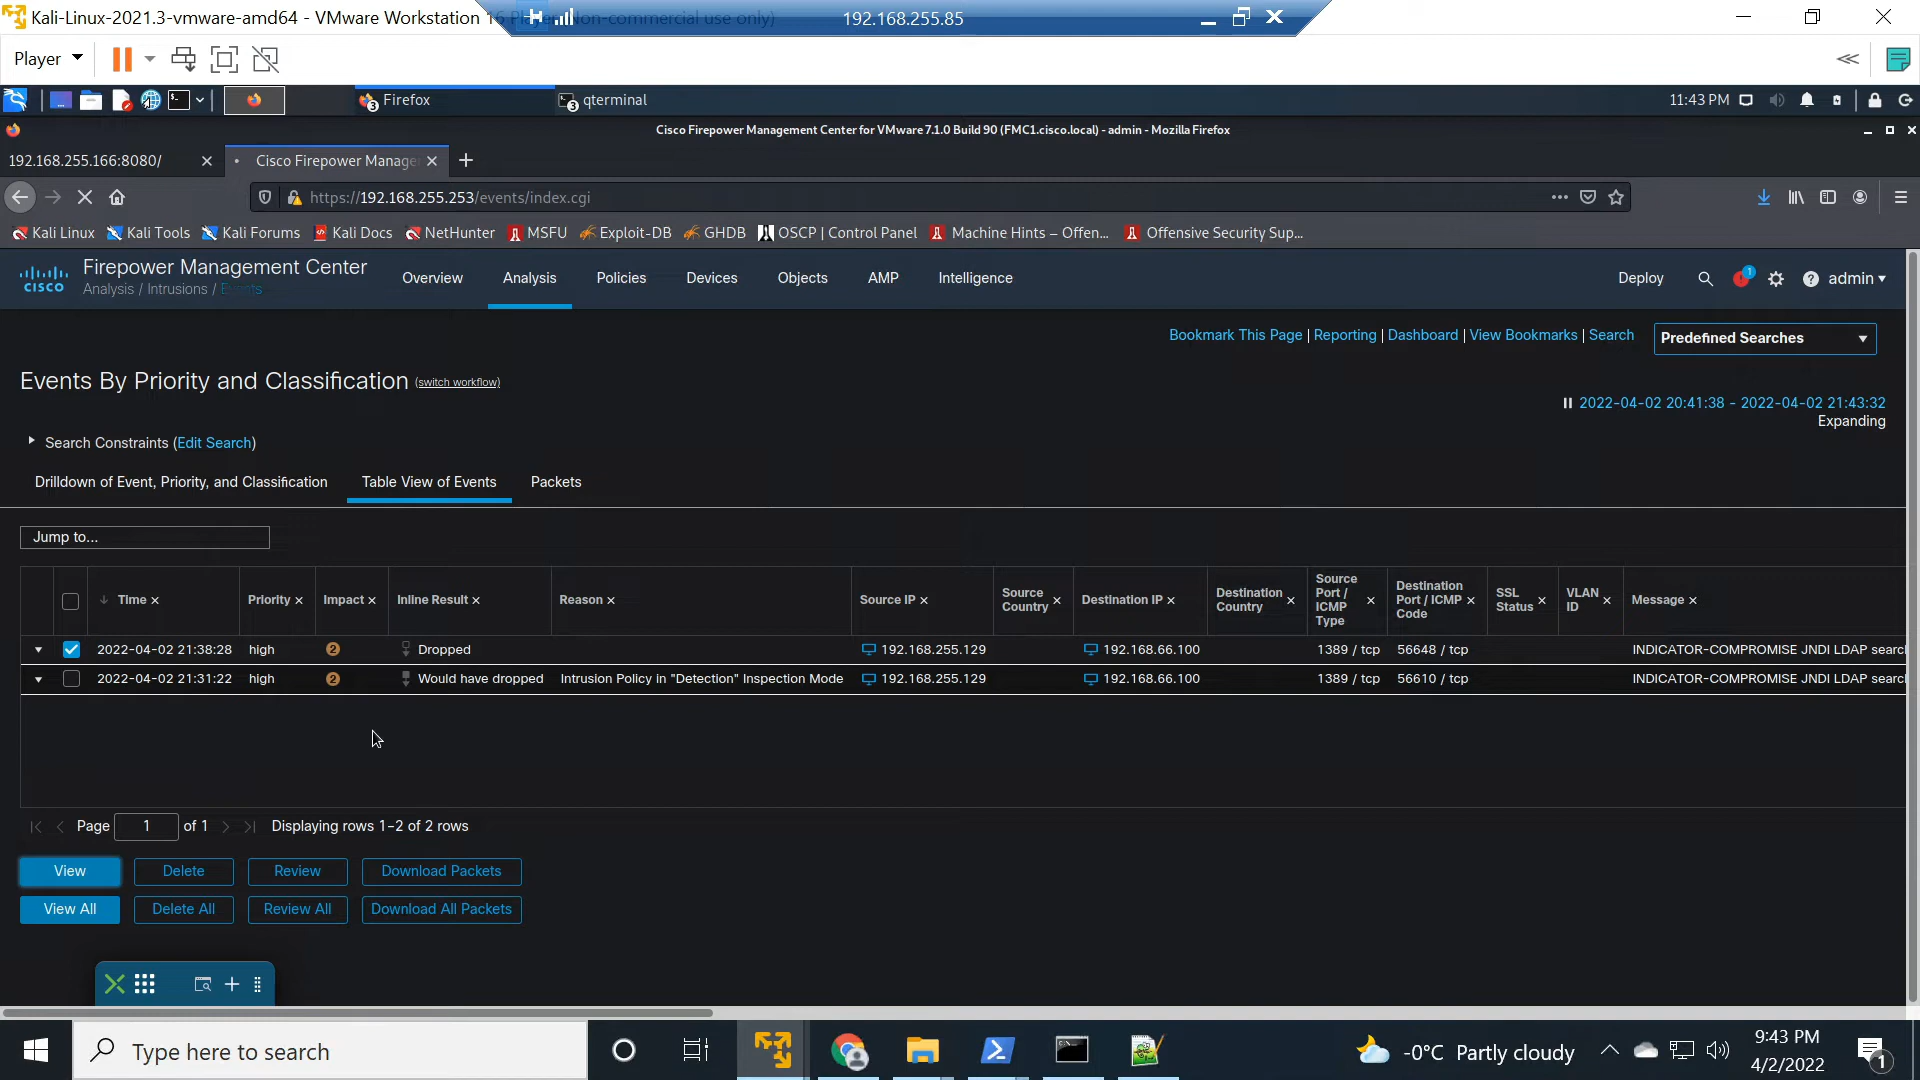 Kali-Linux-2021.3-vmware-amd64 - VMware Workstation 16 Player (Non-commercial use only)
192.168.255.85
Player
Firefox
qterminal
11:43 PM
Cisco Firepower Management Center for VMware 7.1.0 Build 90 (FMC1.cisco.local) - admin - Mozilla Firefox
192.168.255.166:8080/
Cisco Firepower Manage
https://192.168.255.253/events/index.cgi
Kali Linux
Kali Tools
Kali Forums
Kali Docs
NetHunter
MSFU
Exploit-DB
GHDB
OSCP | Control Panel
Machine Hints – Offen...
Offensive Security Sup...
CISCO
Firepower Management Center
Analysis / Intrusions / Events
Overview
Analysis
Policies
Devices
Objects
AMP
Intelligence
Deploy
1
admin
Bookmark This Page | Reporting | Dashboard | View Bookmarks | Search
Predefined Searches
Events By Priority and Classification (switch workflow)
2022-04-02 20:41:38 - 2022-04-02 21:43:32
Expanding
Search Constraints (Edit Search)
Drilldown of Event, Priority, and Classification
Table View of Events
Packets
Jump to...
Time
Priority
Impact
Inline Result
Reason
Source IP
Source Country
Destination IP
Destination Country
Source Port / ICMP Type
Destination Port / ICMP Code
SSL Status
VLAN ID
Message
2022-04-02 21:38:28 high 2 Dropped 192.168.255.129 192.168.66.100 1389 / tcp 56648 / tcp INDICATOR-COMPROMISE JNDI LDAP searc
2022-04-02 21:31:22 high 2 Would have dropped Intrusion Policy in "Detection" Inspection Mode 192.168.255.129 192.168.66.100 1389 / tcp 56610 / tcp INDICATOR-COMPROMISE JNDI LDAP searc
Page 1 of 1 Displaying rows 1–2 of 2 rows
View
Delete
Review
Download Packets
View All
Delete All
Review All
Download All Packets
Type here to search
-0°C Partly cloudy
9:43 PM
4/2/2022
1